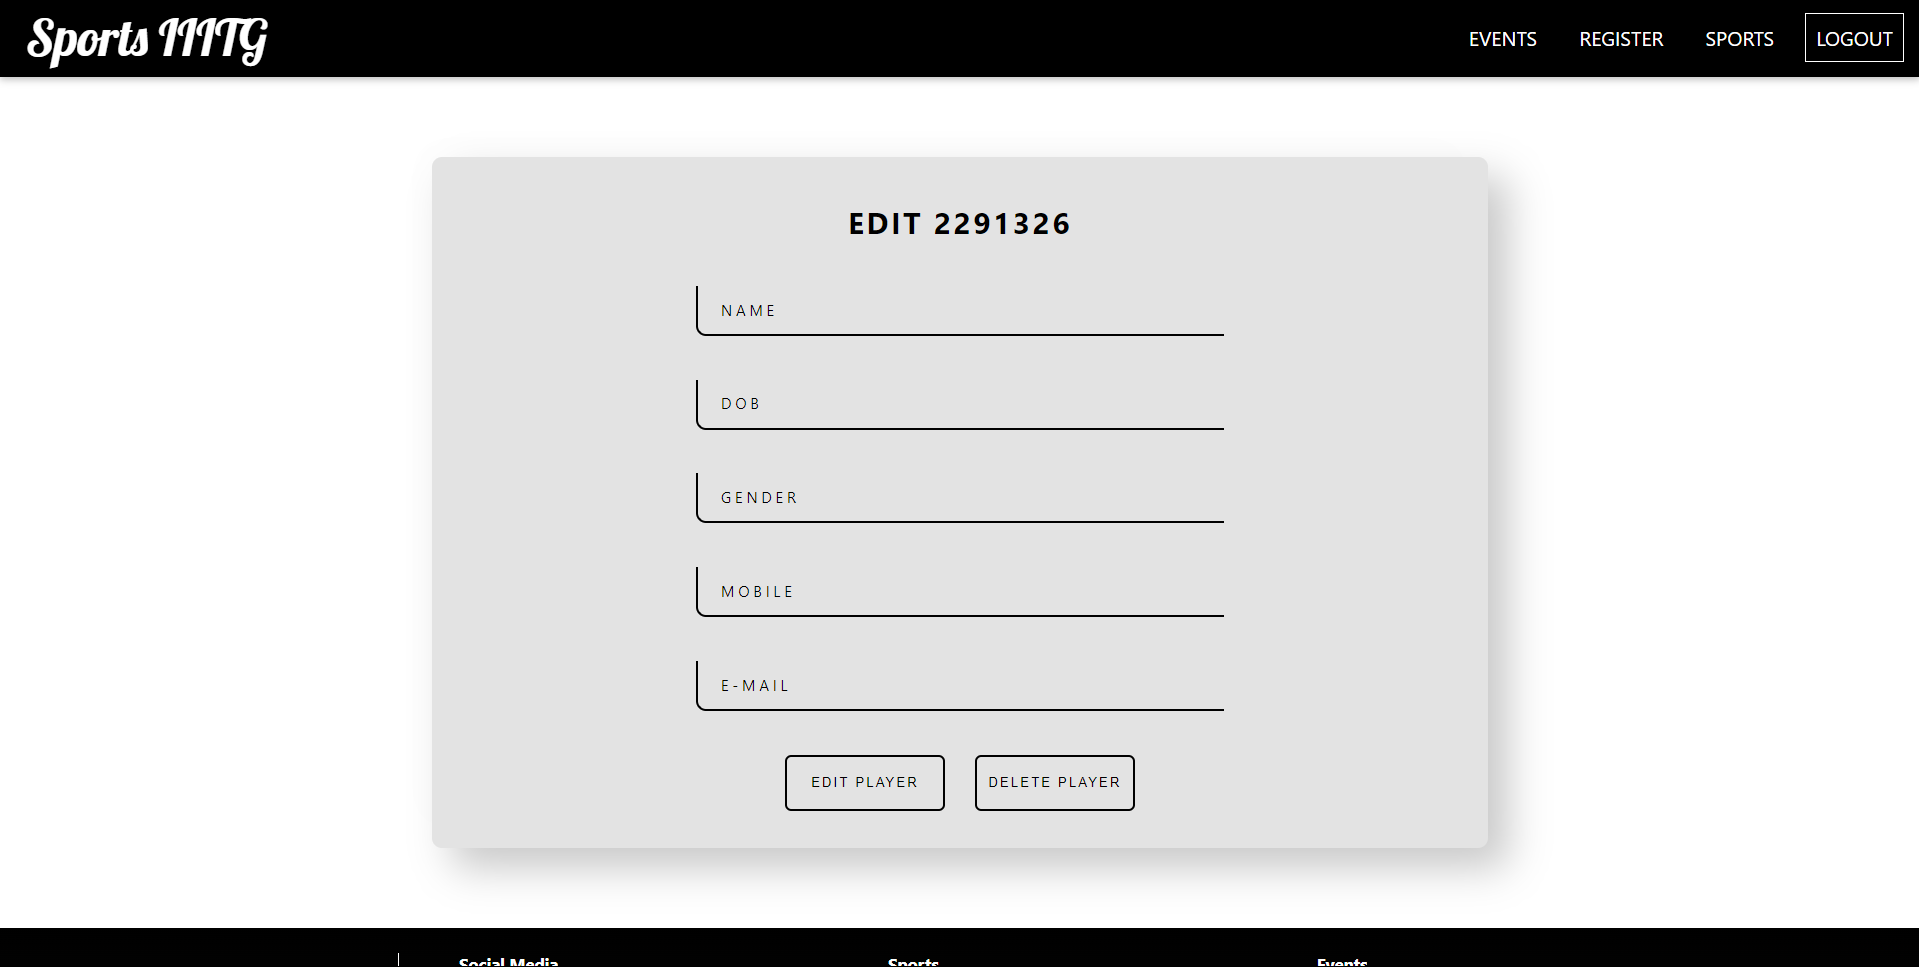 Sports IIITG
EVENTS REGISTER SPORTS LOGOUT
EDIT 2291326
NAME
DOB
GENDER
MOBILE
E-MAIL
EDIT PLAYER DELETE PLAYER
Social Media Sports Events